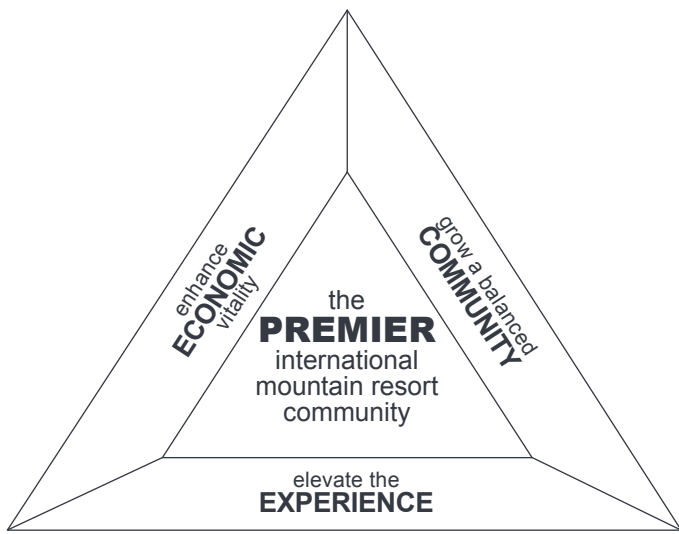 enhance
ECONOMIC
vitality
grow a balanced
COMMUNITY
the
PREMIER
international
mountain resort
community
elevate the
EXPERIENCE